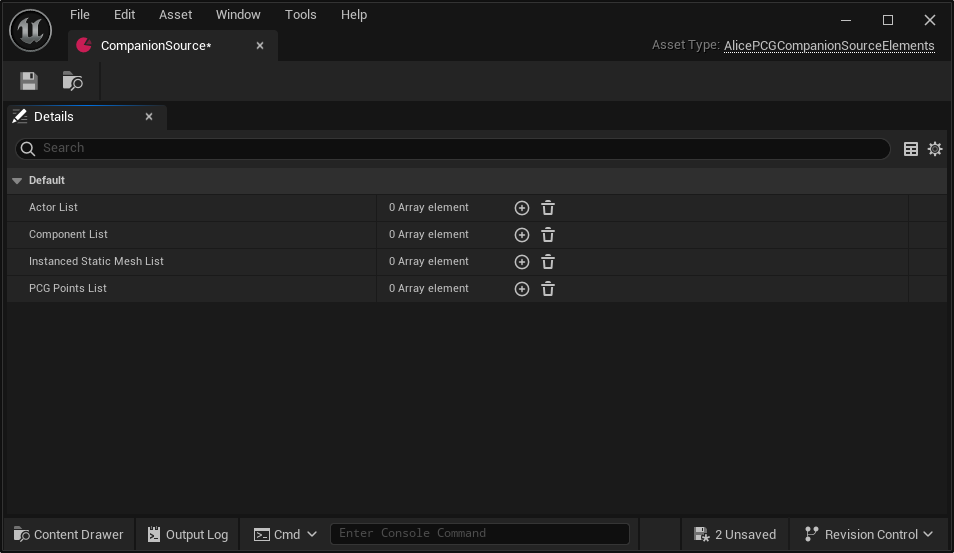 File Edit Asset Window Tools Help
CompanionSource*
Asset Type: AlicePCGCompanionSourceElements
Details
Search
Default
Actor List 0 Array element
Component List 0 Array element
Instanced Static Mesh List 0 Array element
PCG Points List 0 Array element
Content Drawer Output Log Cmd Enter Console Command 2 Unsaved Revision Control